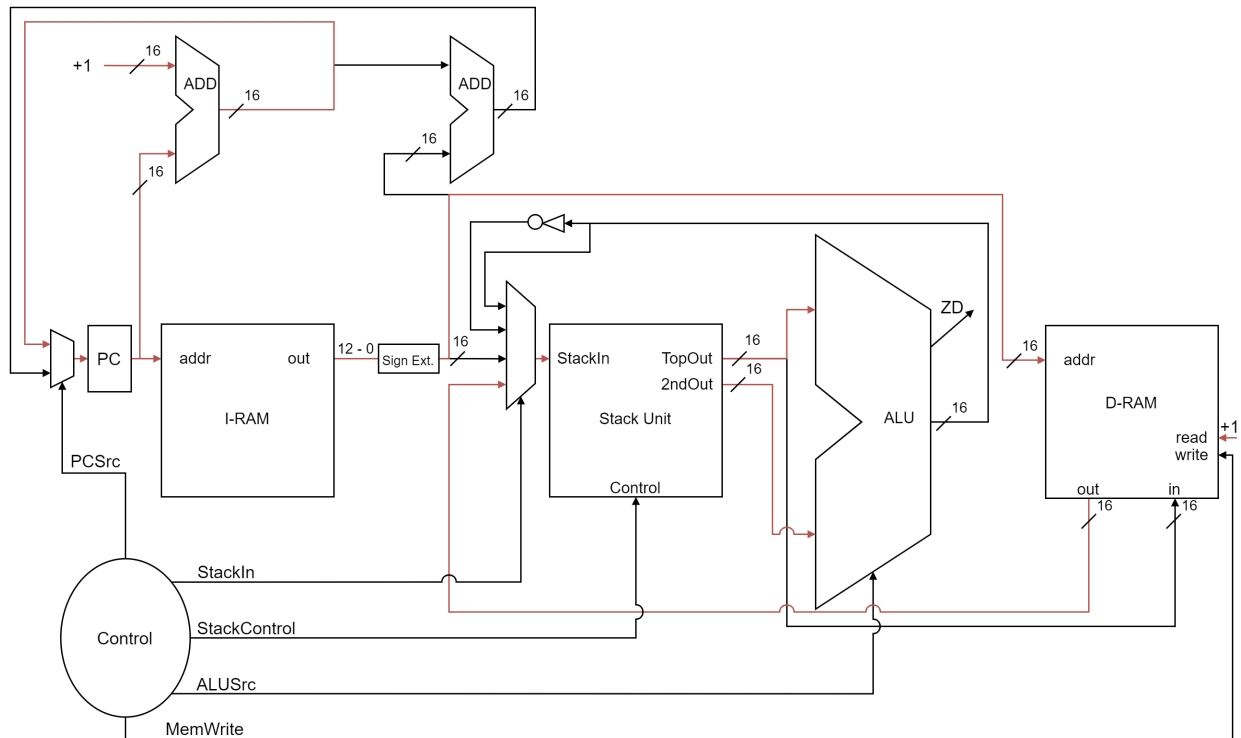 16
+1
ADD
16
16
ADD
16
16
ZD
PC
addr
out
12 - 0
Sign Ext.
16
I-RAM
StackIn
TopOut
2ndOut
Stack Unit
Control
16
16
ALU
16
16
addr
D-RAM
read
write
+1
out
in
16
16
PCSrc
StackIn
Control
StackControl
ALUSrc
MemWrite